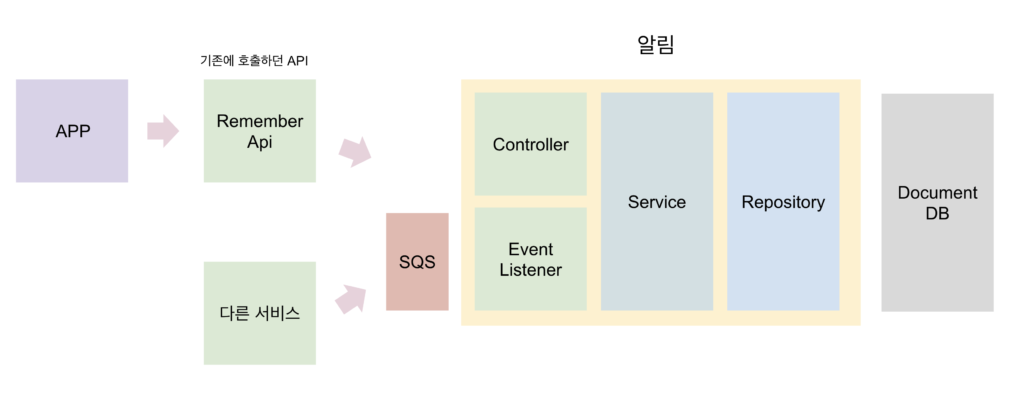 알림
기존에 호출하던 API
APP
Remember
Api
Controller
Service
Repository
Document
DB
SQS
Event
Listener
다른 서비스